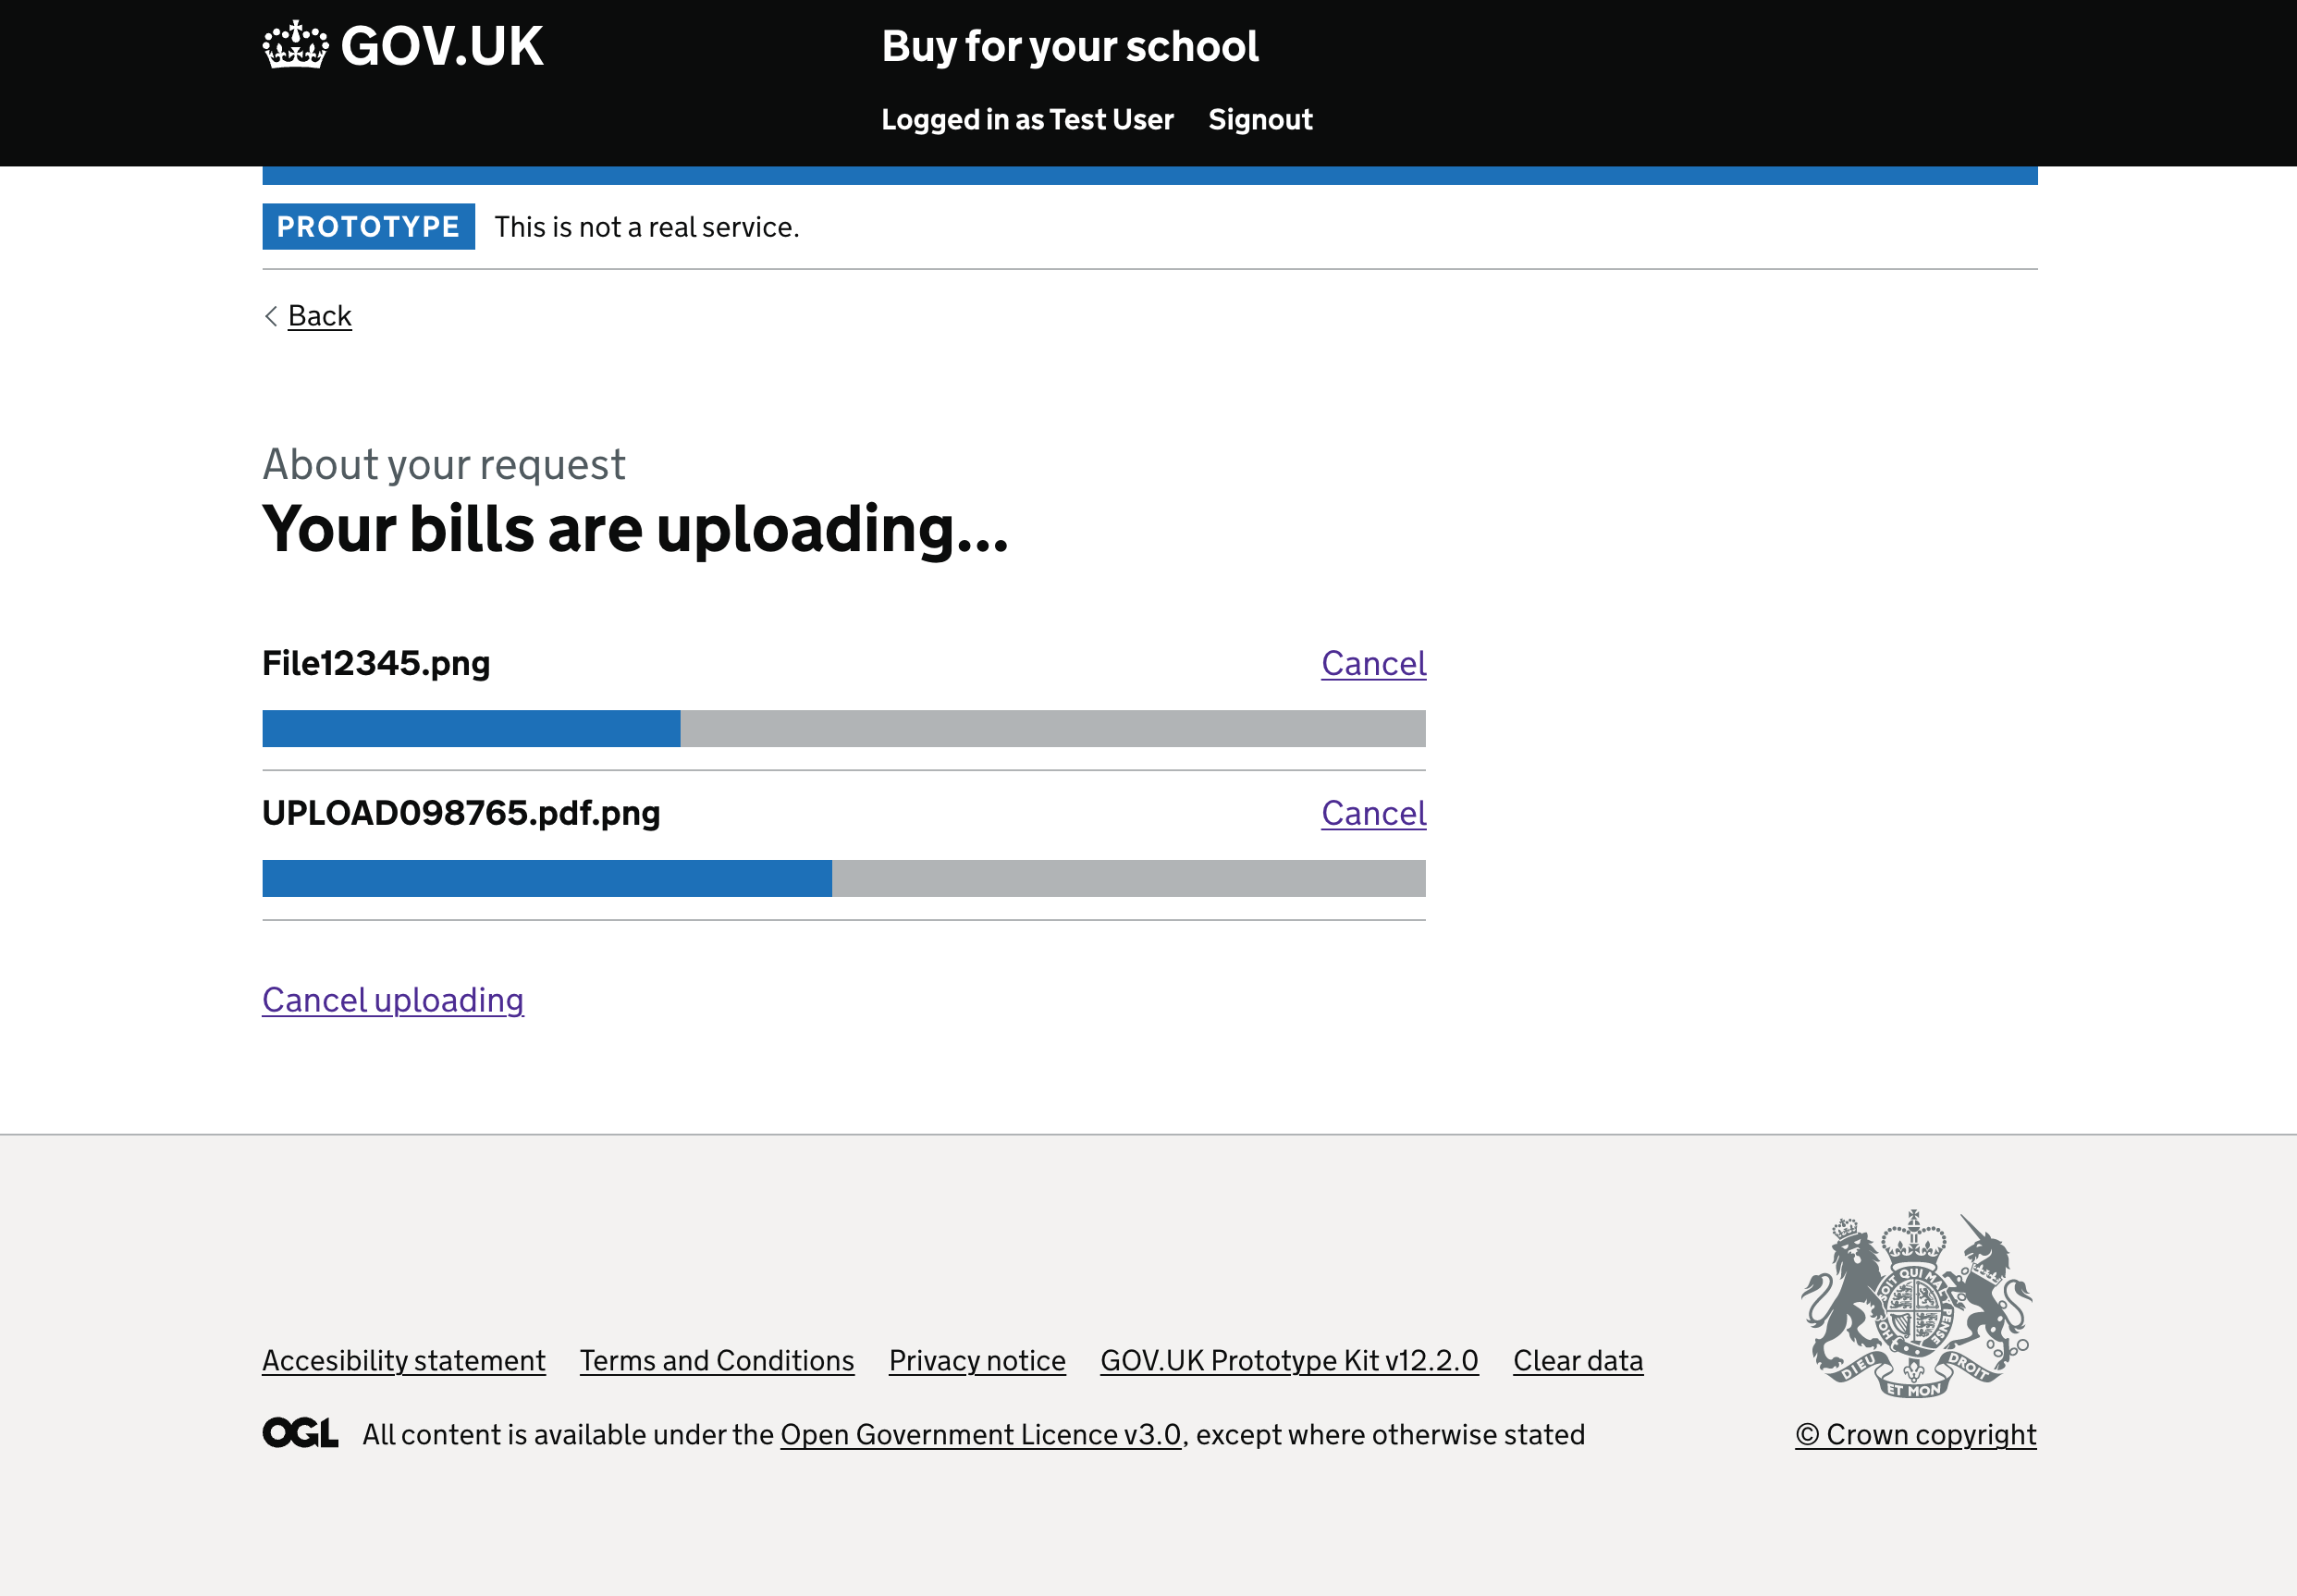 GOV.UK
Buy for your school
Logged in as Test User Signout
PROTOTYPE This is not a real service.
Back
About your request
Your bills are uploading...
File12345.png Cancel
UPLOAD098765.pdf.png Cancel
Cancel uploading
Accesibility statement Terms and Conditions Privacy notice GOV.UK Prototype Kit v12.2.0 Clear data
OGL All content is available under the Open Government Licence v3.0, except where otherwise stated
HONI SOIT QUI MAL Y PENSE
DIEU ET MON DROIT
© Crown copyright